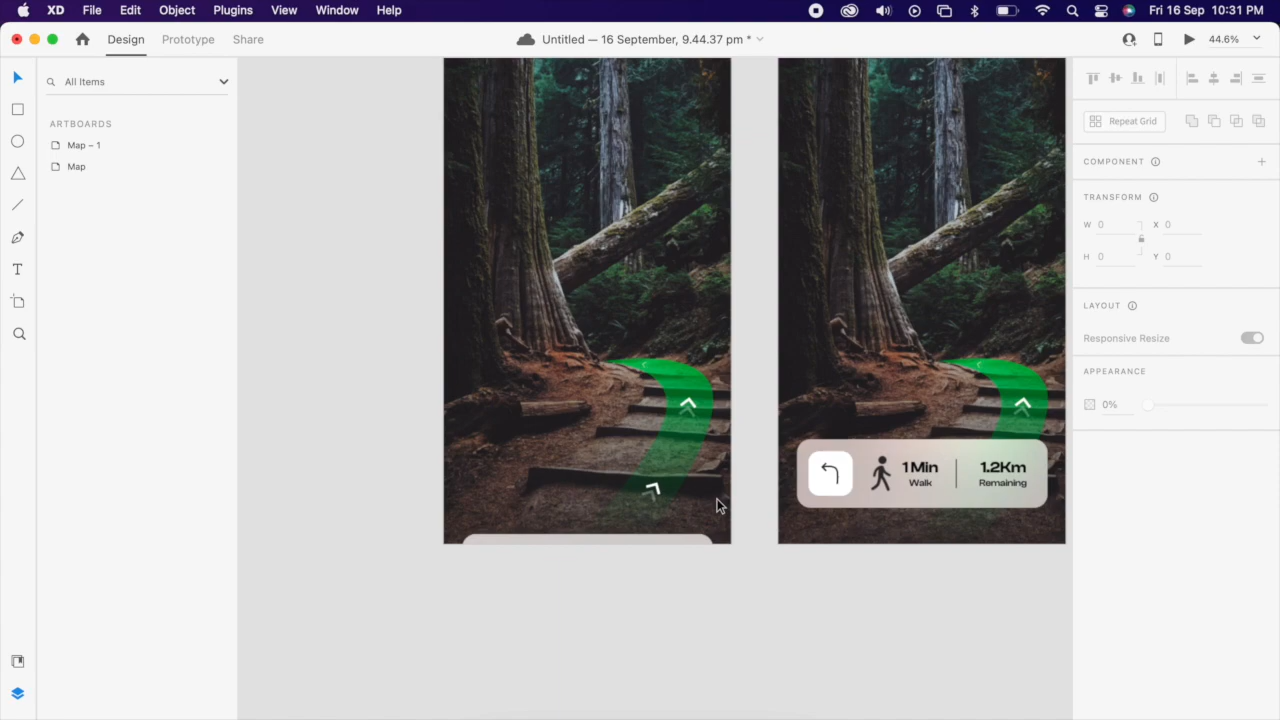 XD File Edit Object Plugins View Window Help Fri 16 Sep 10:31 PM
Design Prototype Share Untitled — 16 September, 9.44.37 pm * 44.6%
All Items
ARTBOARDS
Map – 1
Map
1 Min
Walk
1.2Km
Remaining
Repeat Grid
COMPONENT
TRANSFORM
W 0 X 0
H 0 Y 0
LAYOUT
Responsive Resize
APPEARANCE
0%